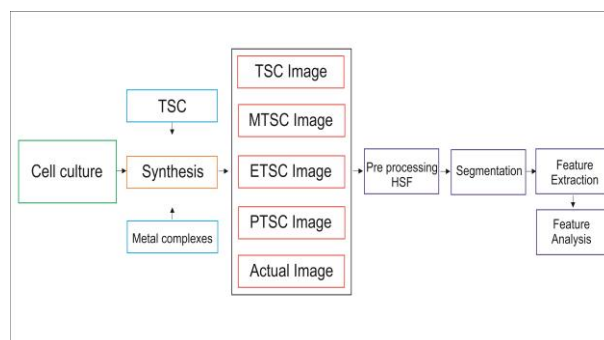 Cell culture
TSC
Synthesis
Metal complexes
TSC Image
MTSC Image
ETSC Image
PTSC Image
Actual Image
Pre processing
HSF
Segmentation
Feature
Extraction
Feature
Analysis